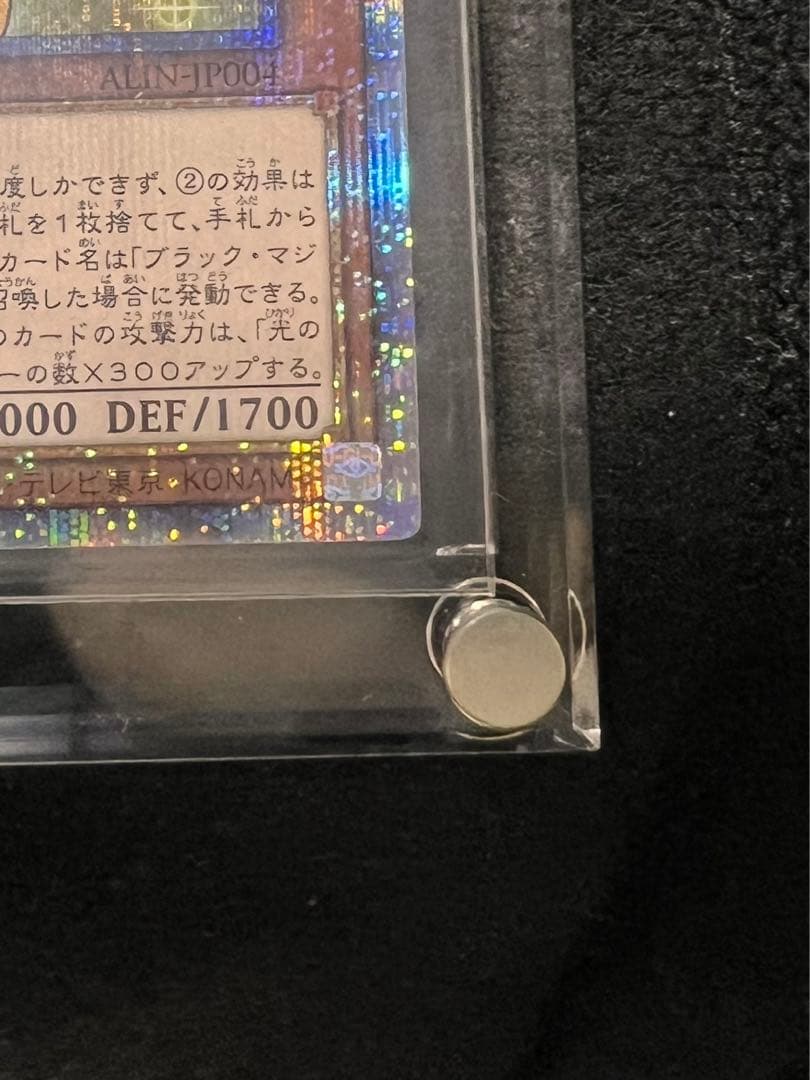 ALIN-JP004
度しかできず、②の効果は
札を1枚捨てて、手札から
カード名は「ブラック・マジ
召喚した場合に発動できる。
のカードの攻撃力は、「光の
ーの数×300アップする。
000 DEF/1700
テレビ東京・KONAMI